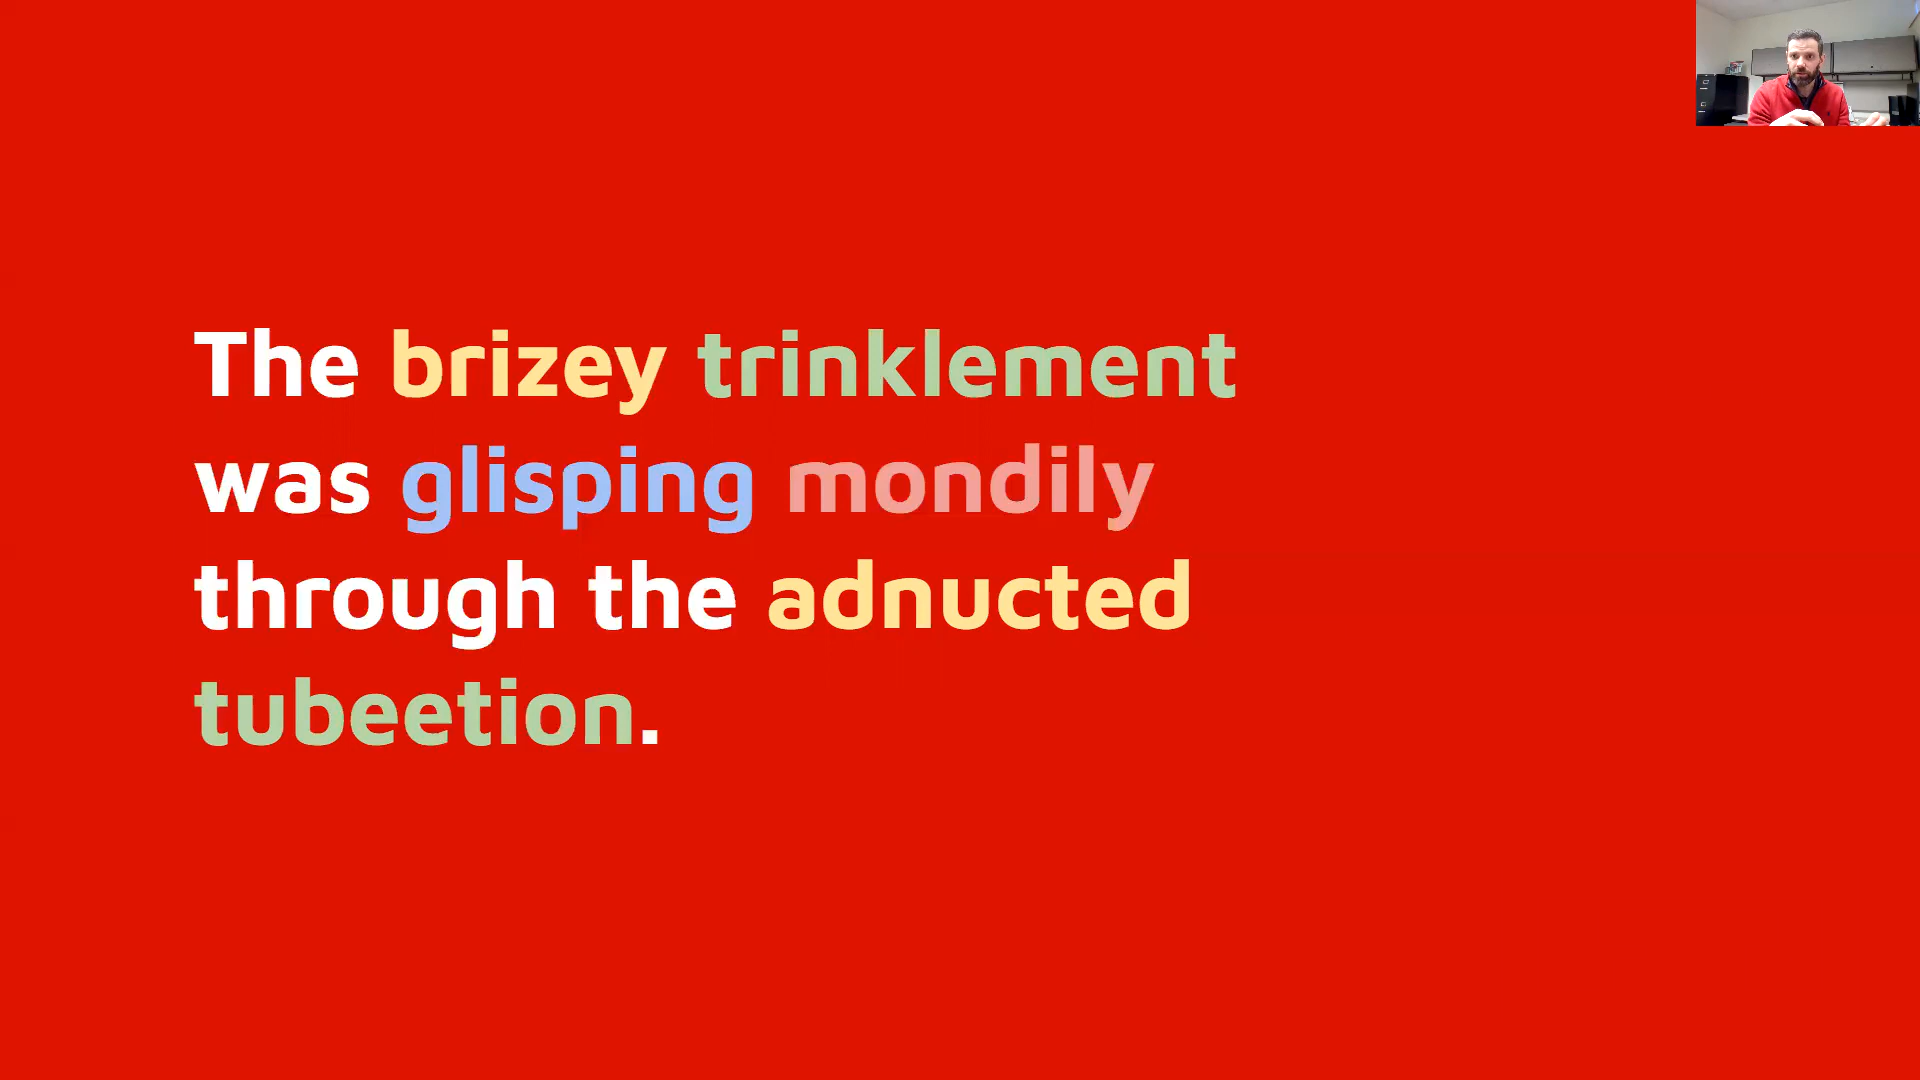 The brizey trinklement
was glisping mondily
through the adnucted
tubeetion.